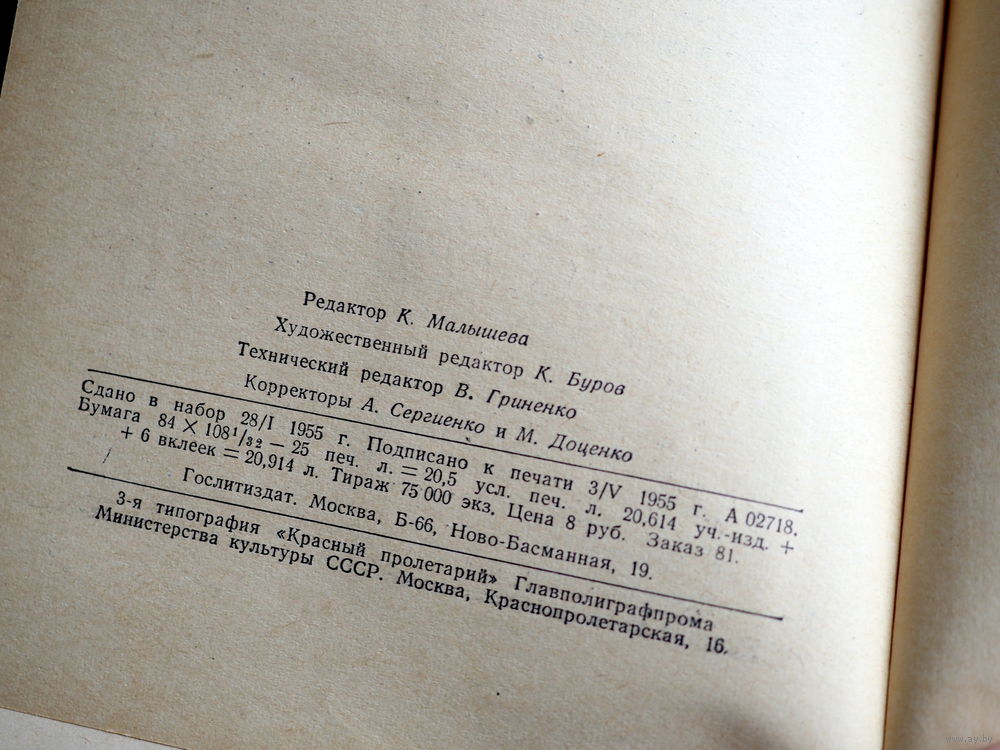 Редактор К. Малышева
Художественный редактор К. Буров
Технический редактор В. Гриненко
Корректоры А. Сергиенко и М. Доценко
Сдано в набор 28/I 1955 г. Подписано к печати 3/V 1955 г. А 02718.
Бумага 84 × 108¹/₃₂ — 25 печ. л. = 20,5 усл. печ. л. 20,614 уч.-изд. +
+ 6 вклеек = 20,914 л. Тираж 75 000 экз. Цена 8 руб. Заказ 81.
Гослитиздат. Москва, Б-66, Ново-Басманная, 19.
3-я типография «Красный пролетарий» Главполиграфпрома
Министерства культуры СССР. Москва, Краснопролетарская, 16.
www.ay.by